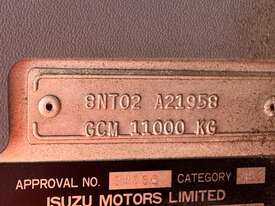 8NT02 A21958
GCM 11000 KG
APPROVAL NO. CATEGORY
ISUZU MOTORS LIMITED